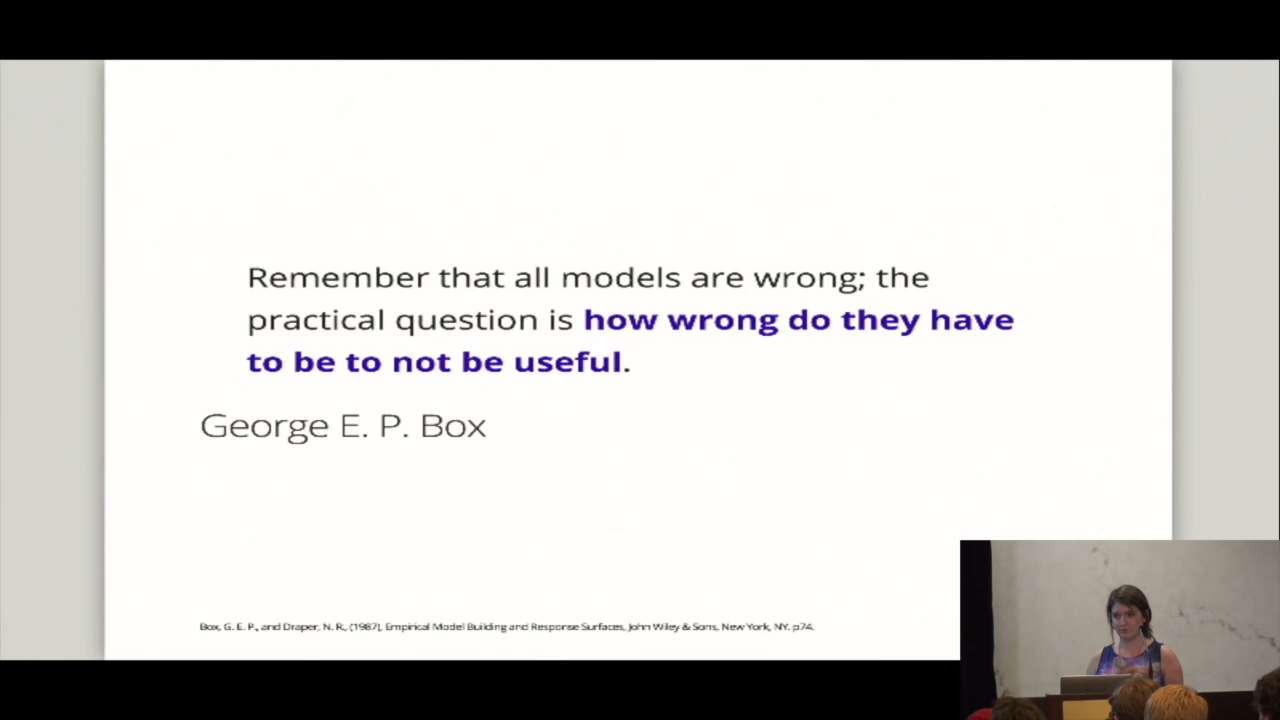 Remember that all models are wrong; the
practical question is how wrong do they have
to be to not be useful.
George E. P. Box
Box, G. E. P., and Draper, N. R., (1987), Empirical Model Building and Response Surfaces, John Wiley & Sons, New York, NY. p74.